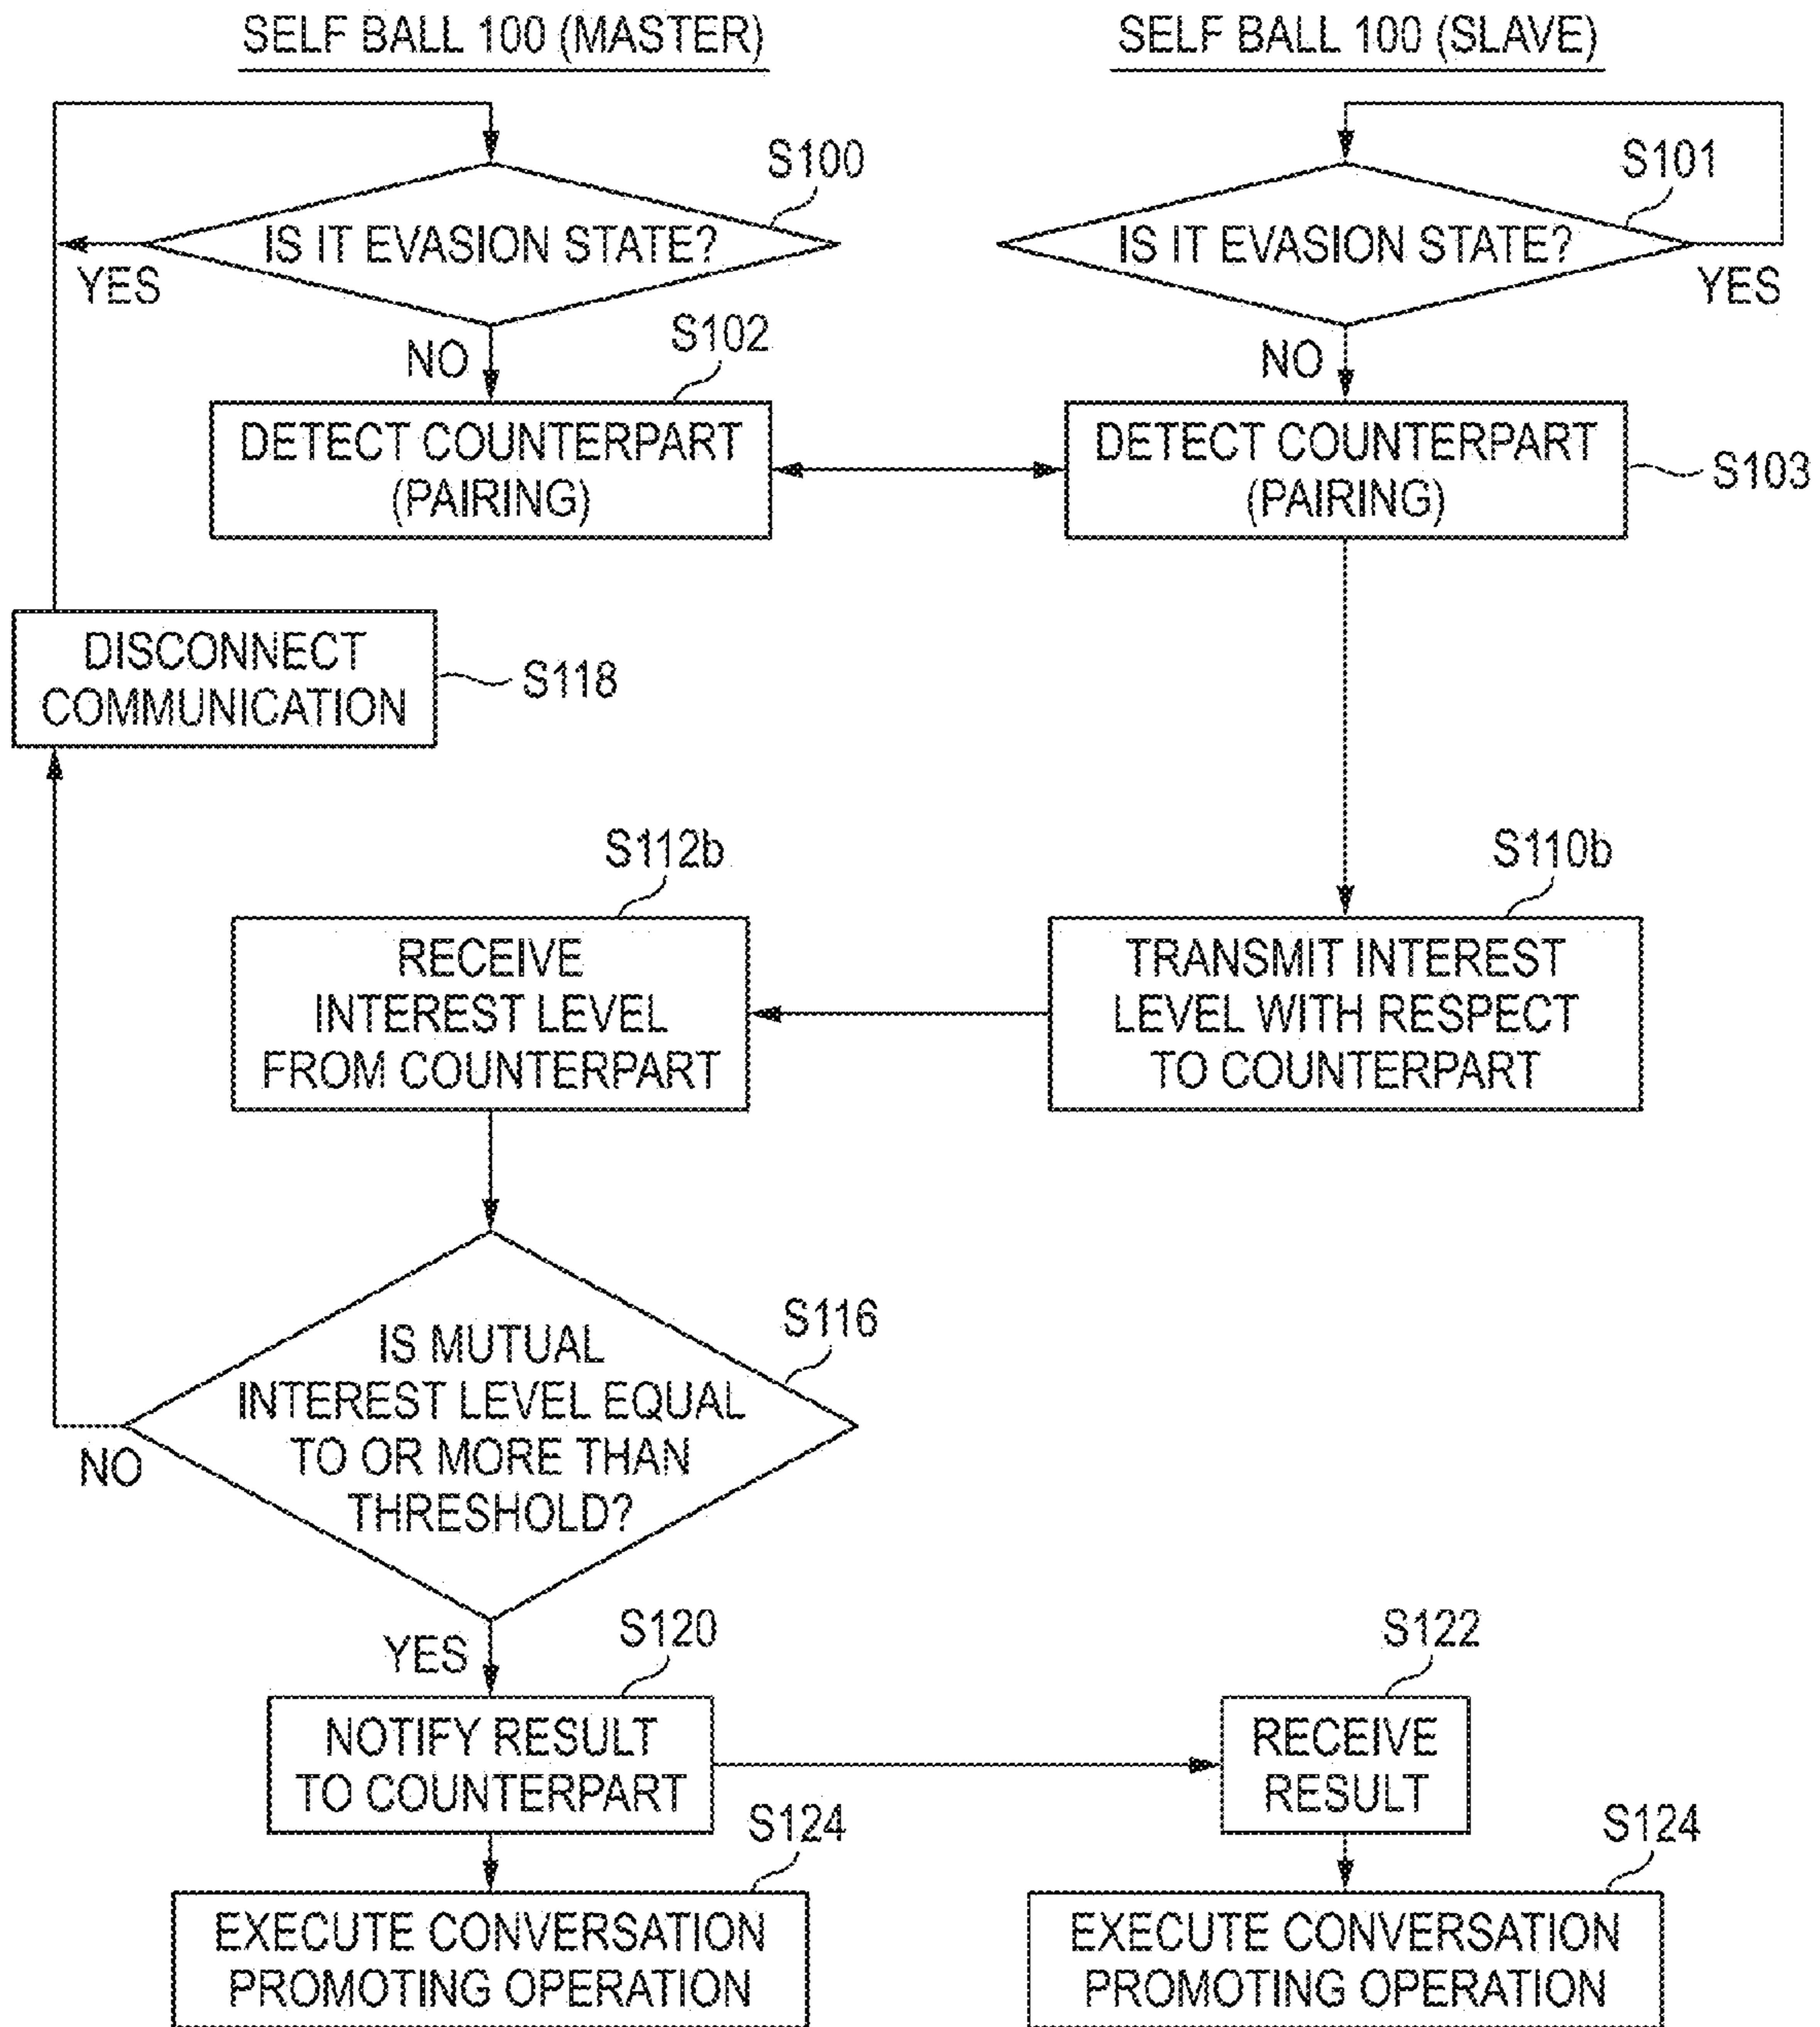 SELF BALL 100 (MASTER)
SELF BALL 100 (SLAVE)
S100
S101
IS IT EVASION STATE?
IS IT EVASION STATE?
YES
YES
NO
S102
NO
DETECT COUNTERPART
(PAIRING)
DETECT COUNTERPART
(PAIRING)
S103
DISCONNECT
COMMUNICATION
S118
S112b
S110b
RECEIVE
INTEREST LEVEL
FROM COUNTERPART
TRANSMIT INTEREST
LEVEL WITH RESPECT
TO COUNTERPART
S116
IS MUTUAL
INTEREST LEVEL EQUAL
TO OR MORE THAN
THRESHOLD?
NO
YES
S120
S122
NOTIFY RESULT
TO COUNTERPART
RECEIVE
RESULT
S124
S124
EXECUTE CONVERSATION
PROMOTING OPERATION
EXECUTE CONVERSATION
PROMOTING OPERATION